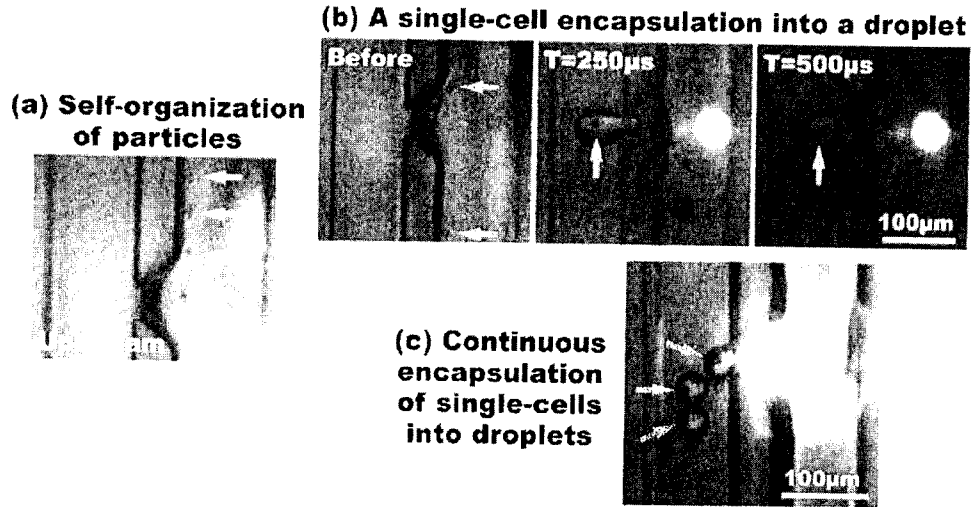 (b) A single-cell encapsulation into a droplet
Before
T=250µs
T=500µs
100µm
(a) Self-organization
of particles
(c) Continuous
encapsulation
of single-cells
into droplets
100µm